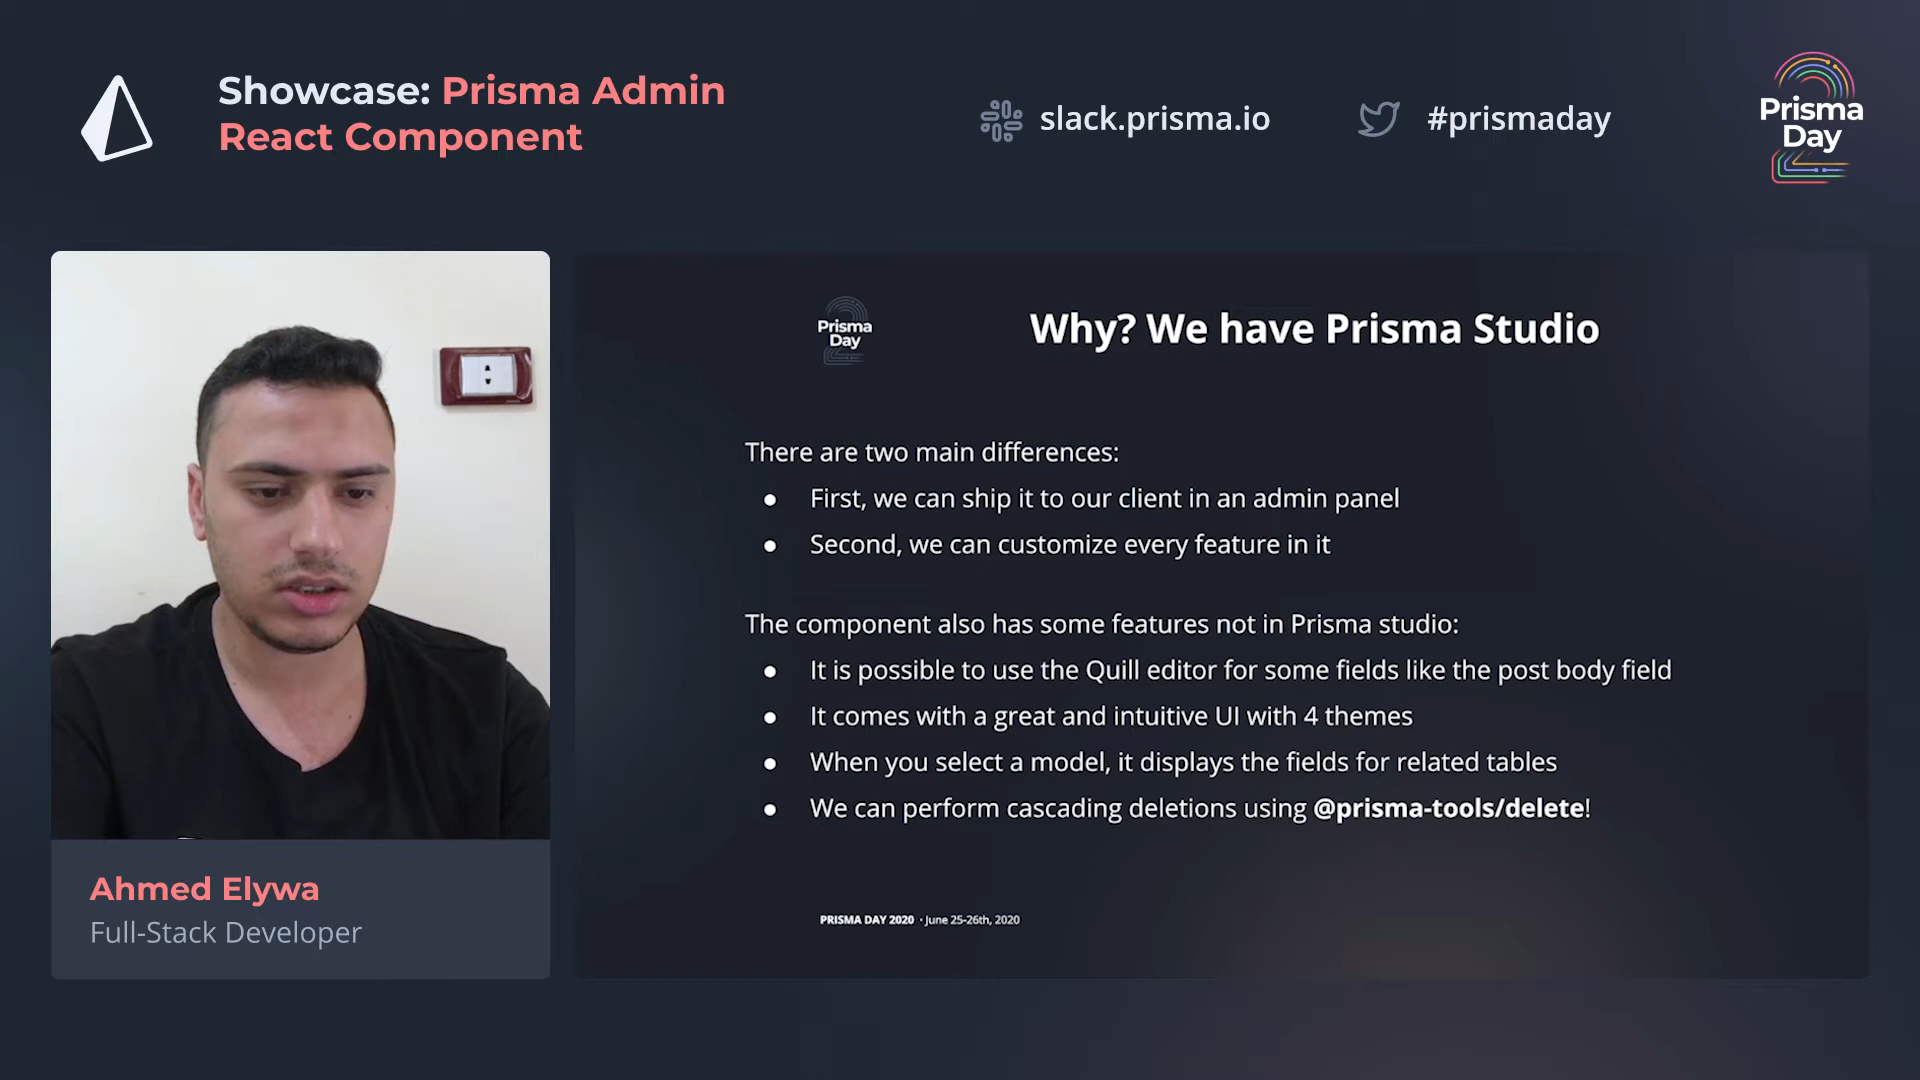 Showcase: Prisma Admin
React Component
slack.prisma.io
#prismaday
Prisma
Day
Prisma
Day
Why? We have Prisma Studio
There are two main differences:
● First, we can ship it to our client in an admin panel
● Second, we can customize every feature in it
The component also has some features not in Prisma studio:
● It is possible to use the Quill editor for some fields like the post body field
● It comes with a great and intuitive UI with 4 themes
● When you select a model, it displays the fields for related tables
● We can perform cascading deletions using @prisma-tools/delete!
PRISMA DAY 2020 · June 25-26th, 2020
Ahmed Elywa
Full-Stack Developer